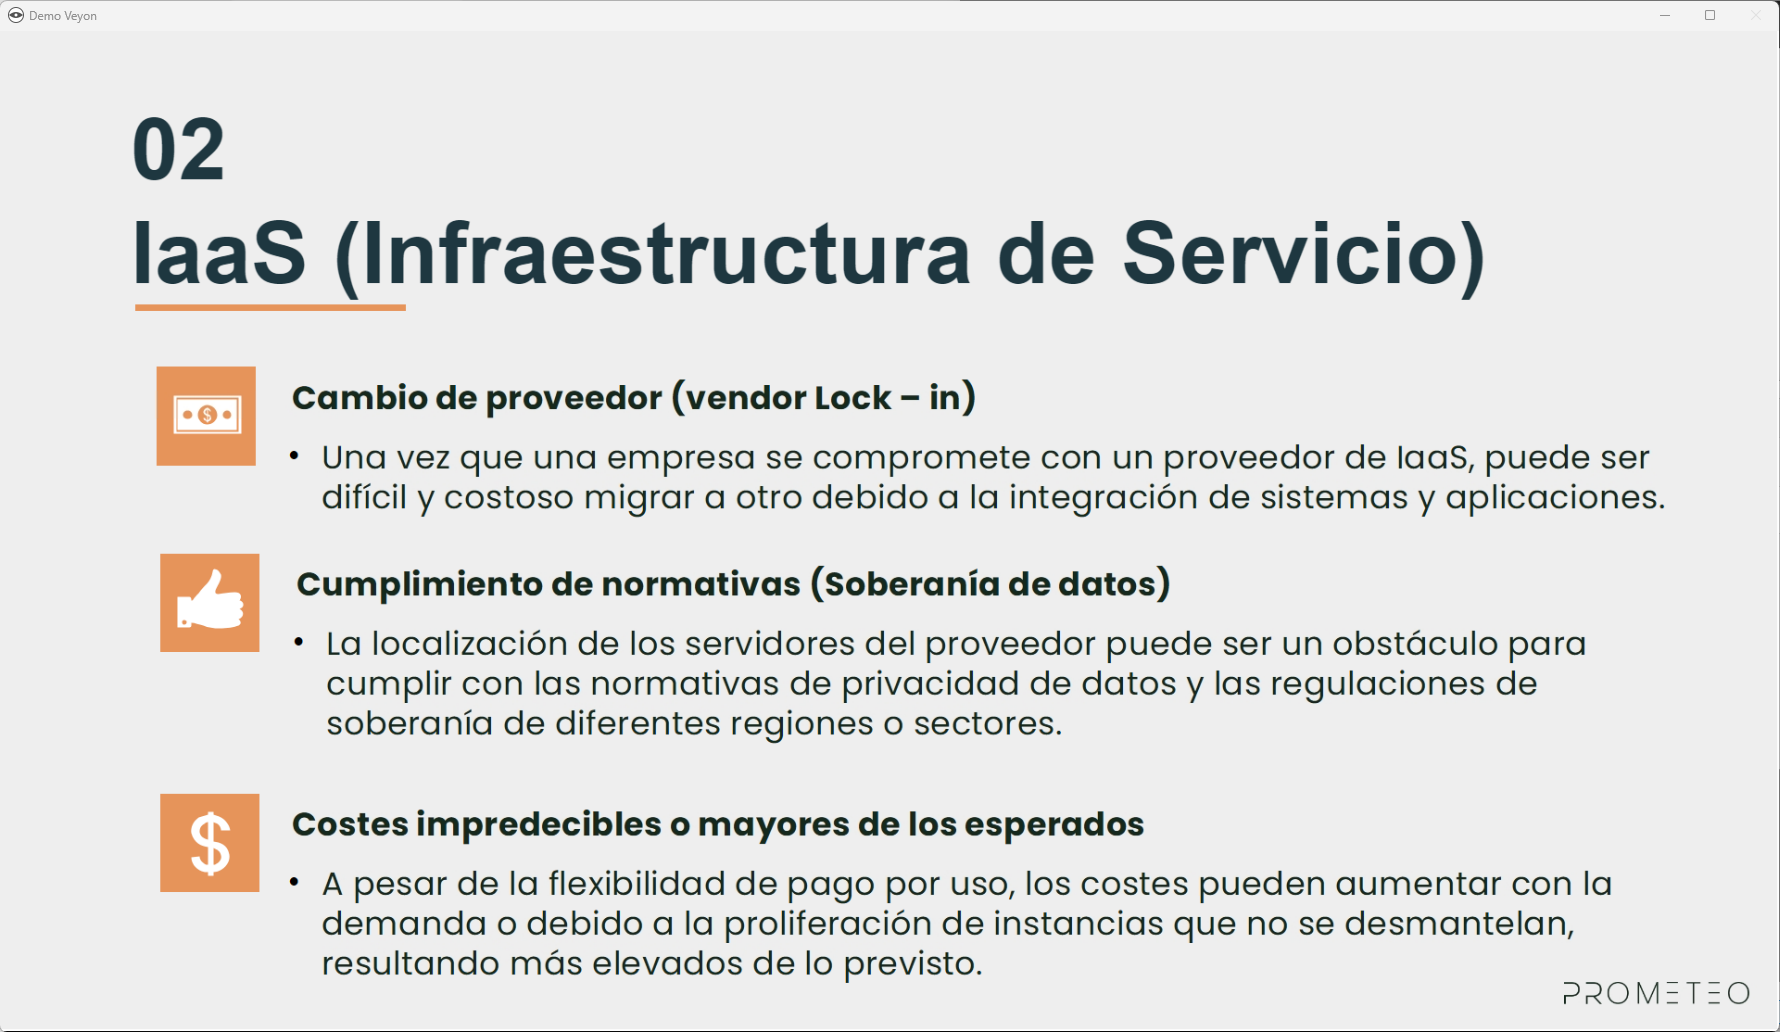 Demo Veyon
02
IaaS (Infraestructura de Servicio)
$
Cambio de proveedor (vendor Lock – in)
• Una vez que una empresa se compromete con un proveedor de IaaS, puede ser
difícil y costoso migrar a otro debido a la integración de sistemas y aplicaciones.
Cumplimiento de normativas (Soberanía de datos)
• La localización de los servidores del proveedor puede ser un obstáculo para
cumplir con las normativas de privacidad de datos y las regulaciones de
soberanía de diferentes regiones o sectores.
$
Costes impredecibles o mayores de los esperados
• A pesar de la flexibilidad de pago por uso, los costes pueden aumentar con la
demanda o debido a la proliferación de instancias que no se desmantelan,
resultando más elevados de lo previsto.
PROMETEO